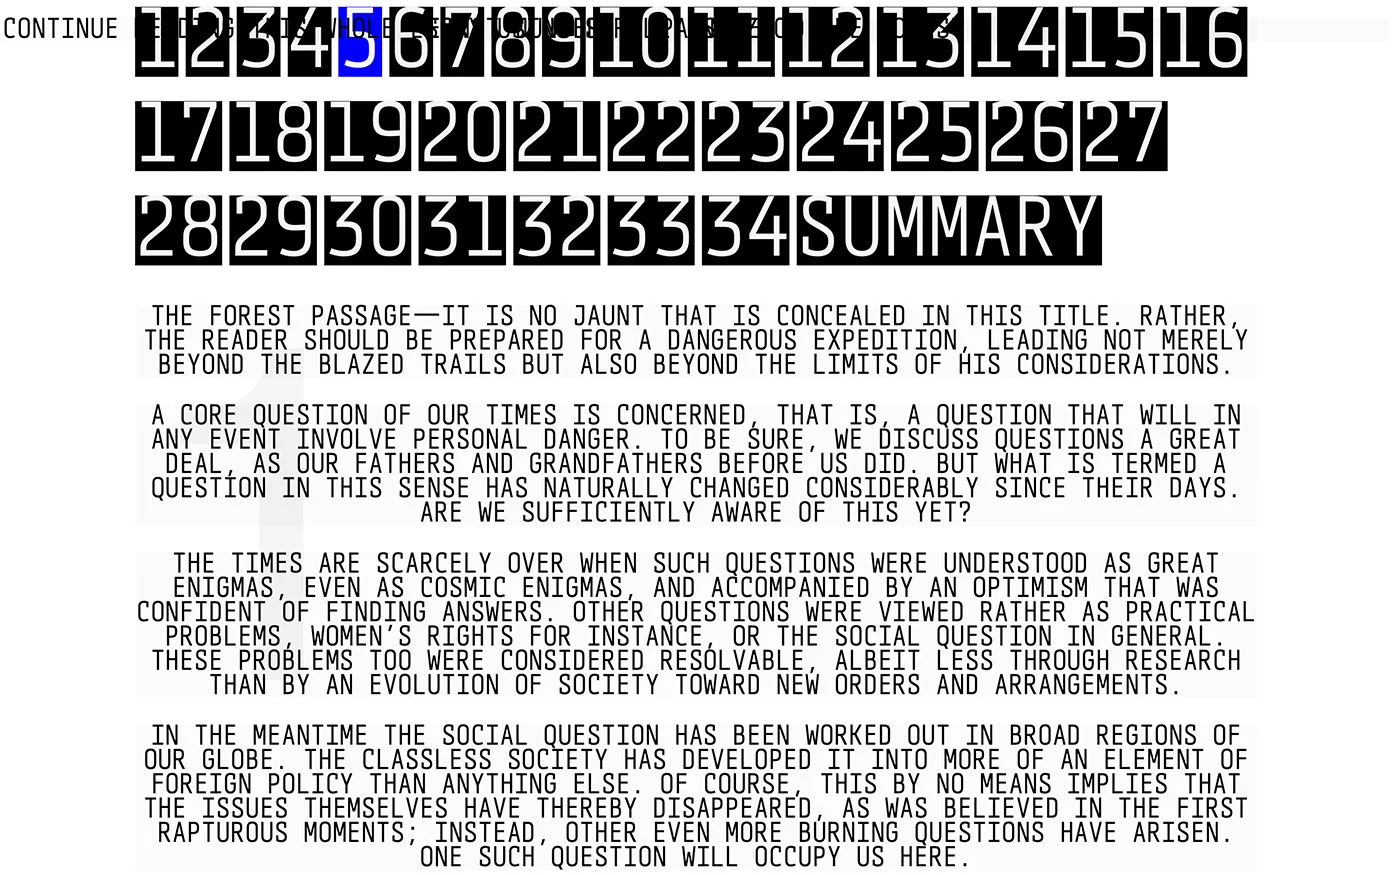 CONTINUE
1 2 3 4 5 6 7 8 9 10 11 12 13 14 15 16
17 18 19 20 21 22 23 24 25 26 27
28 29 30 31 32 33 34 SUMMARY
THE FOREST PASSAGE—IT IS NO JAUNT THAT IS CONCEALED IN THIS TITLE. RATHER,
THE READER SHOULD BE PREPARED FOR A DANGEROUS EXPEDITION, LEADING NOT MERELY
BEYOND THE BLAZED TRAILS BUT ALSO BEYOND THE LIMITS OF HIS CONSIDERATIONS.
1
A CORE QUESTION OF OUR TIMES IS CONCERNED, THAT IS, A QUESTION THAT WILL IN
ANY EVENT INVOLVE PERSONAL DANGER. TO BE SURE, WE DISCUSS QUESTIONS A GREAT
DEAL, AS OUR FATHERS AND GRANDFATHERS BEFORE US DID. BUT WHAT IS TERMED A
QUESTION IN THIS SENSE HAS NATURALLY CHANGED CONSIDERABLY SINCE THEIR DAYS.
ARE WE SUFFICIENTLY AWARE OF THIS YET?
THE TIMES ARE SCARCELY OVER WHEN SUCH QUESTIONS WERE UNDERSTOOD AS GREAT
ENIGMAS, EVEN AS COSMIC ENIGMAS, AND ACCOMPANIED BY AN OPTIMISM THAT WAS
CONFIDENT OF FINDING ANSWERS. OTHER QUESTIONS WERE VIEWED RATHER AS PRACTICAL
PROBLEMS, WOMEN'S RIGHTS FOR INSTANCE, OR THE SOCIAL QUESTION IN GENERAL.
THESE PROBLEMS TOO WERE CONSIDERED RESOLVABLE, ALBEIT LESS THROUGH RESEARCH
THAN BY AN EVOLUTION OF SOCIETY TOWARD NEW ORDERS AND ARRANGEMENTS.
IN THE MEANTIME THE SOCIAL QUESTION HAS BEEN WORKED OUT IN BROAD REGIONS OF
OUR GLOBE. THE CLASSLESS SOCIETY HAS DEVELOPED IT INTO MORE OF AN ELEMENT OF
FOREIGN POLICY THAN ANYTHING ELSE. OF COURSE, THIS BY NO MEANS IMPLIES THAT
THE ISSUES THEMSELVES HAVE THEREBY DISAPPEARED, AS WAS BELIEVED IN THE FIRST
RAPTUROUS MOMENTS; INSTEAD, OTHER EVEN MORE BURNING QUESTIONS HAVE ARISEN.
ONE SUCH QUESTION WILL OCCUPY US HERE.